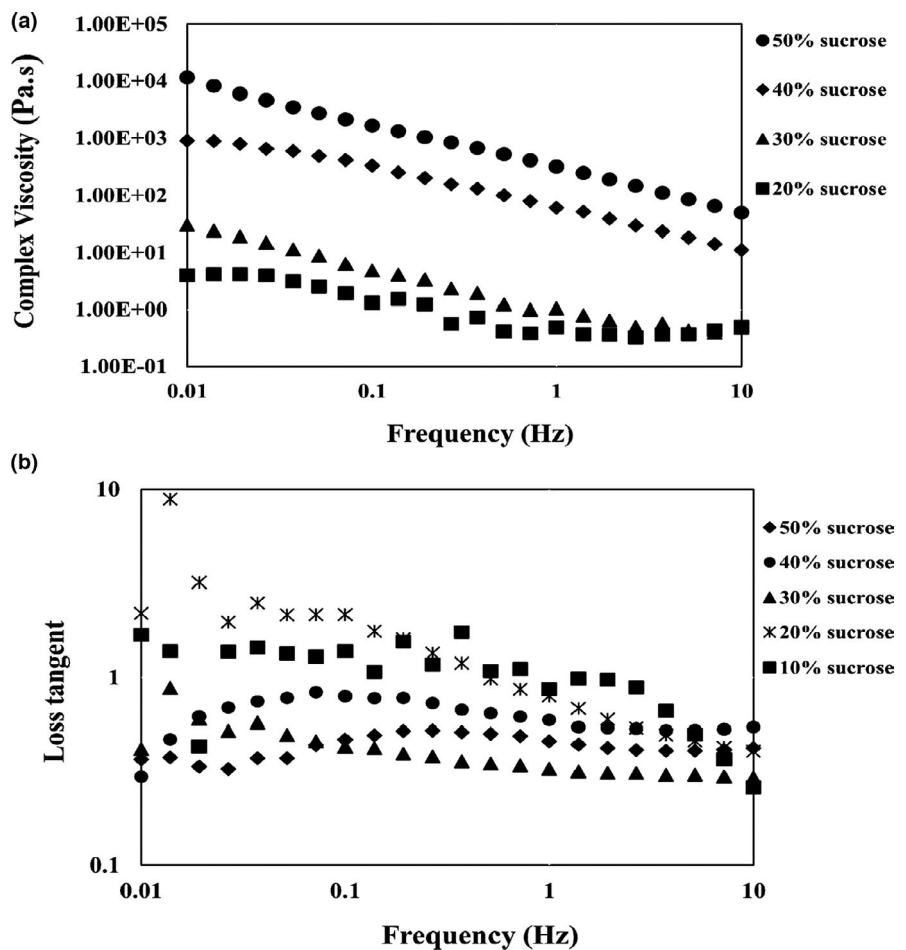 (a)
1.00E+05
1.00E+04
1.00E+03
1.00E+02
1.00E+01
1.00E+00
1.00E-01
Complex Viscosity (Pa.s)
0.01 0.1 1 10
Frequency (Hz)
50% sucrose
40% sucrose
30% sucrose
20% sucrose
(b)
10
1
0.1
Loss tangent
0.01 0.1 1 10
Frequency (Hz)
50% sucrose
40% sucrose
30% sucrose
20% sucrose
10% sucrose